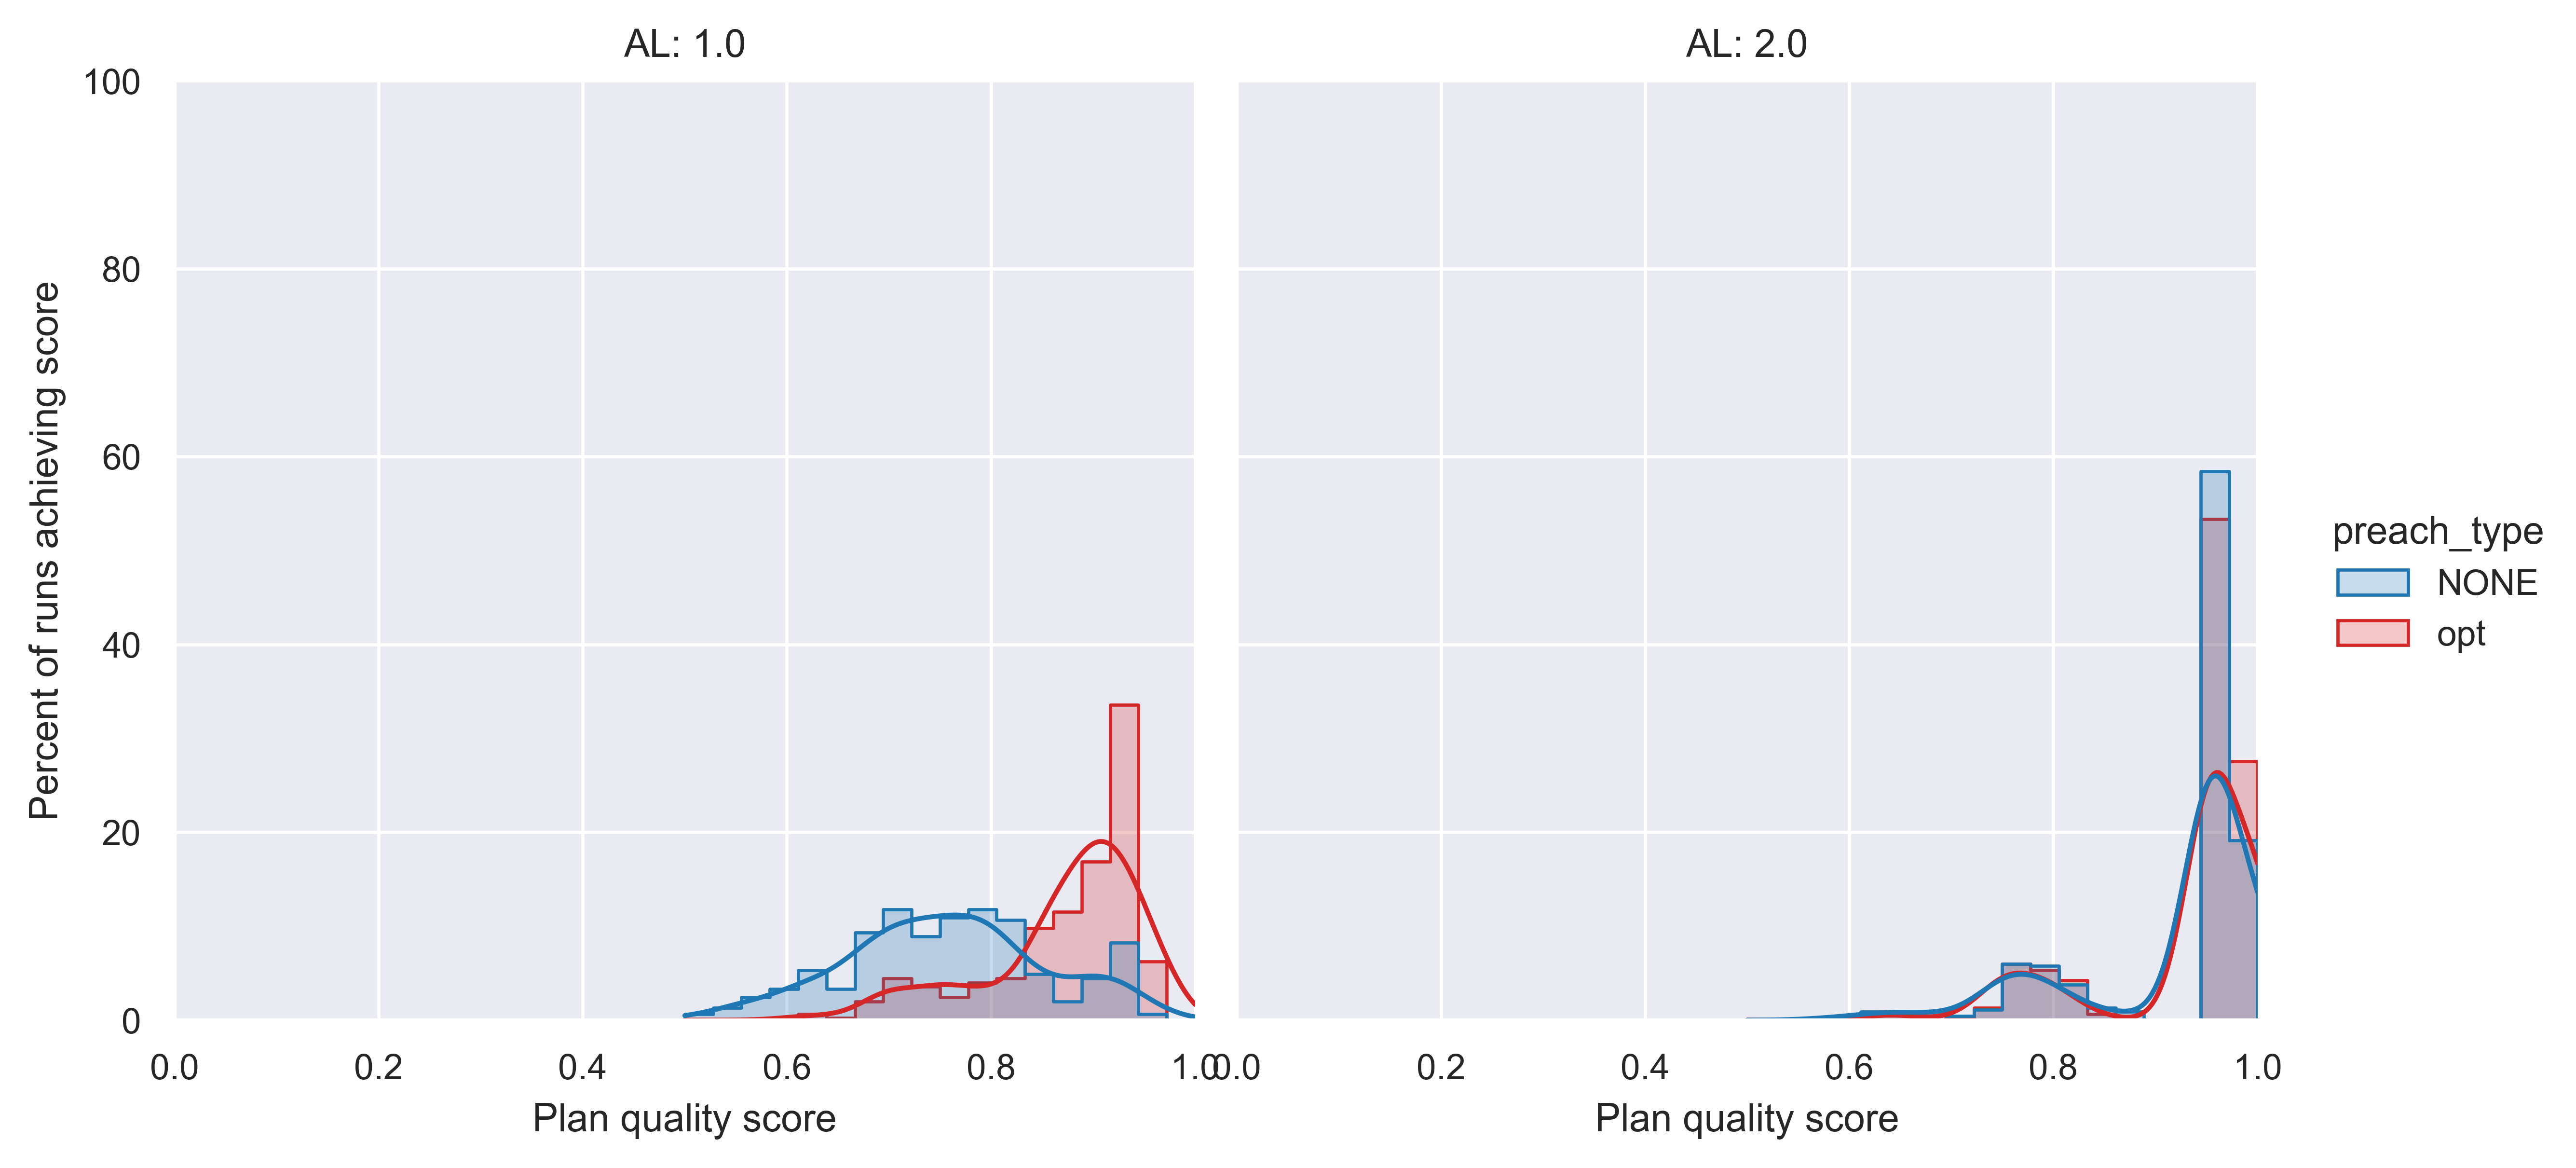 AL: 1.0
AL: 2.0
100
80
60
40
20
0
Percent of runs achieving score
0.0 0.2 0.4 0.6 0.8 1.0
0.0 0.2 0.4 0.6 0.8 1.0
Plan quality score
Plan quality score
preach_type
NONE
opt